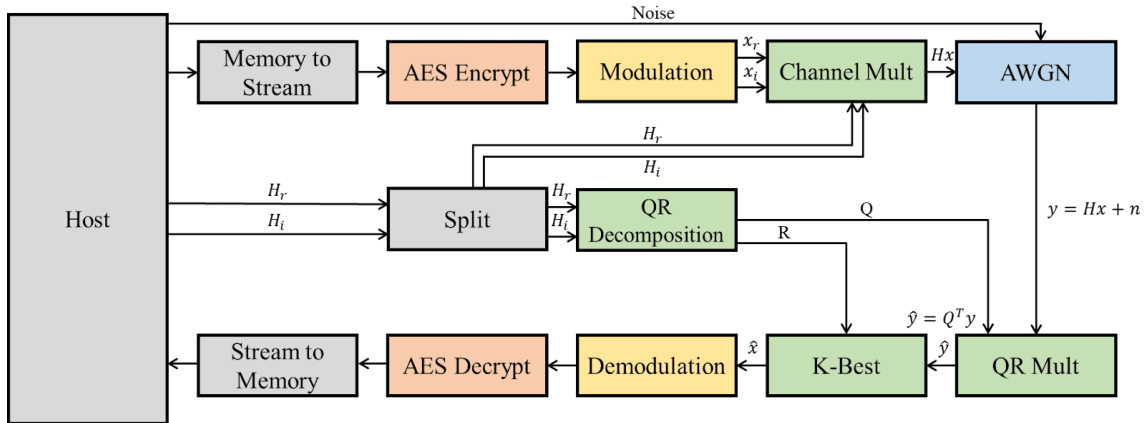 Noise
Host
Memory to
Stream
AES Encrypt
Modulation
x_r
x_i
Channel Mult
Hx
AWGN
H_r
H_i
H_r
H_i
Split
H_r
H_i
QR
Decomposition
Q
R
y = Hx + n
ŷ = Q^T y
Stream to
Memory
AES Decrypt
Demodulation
x̂
K-Best
ŷ
QR Mult